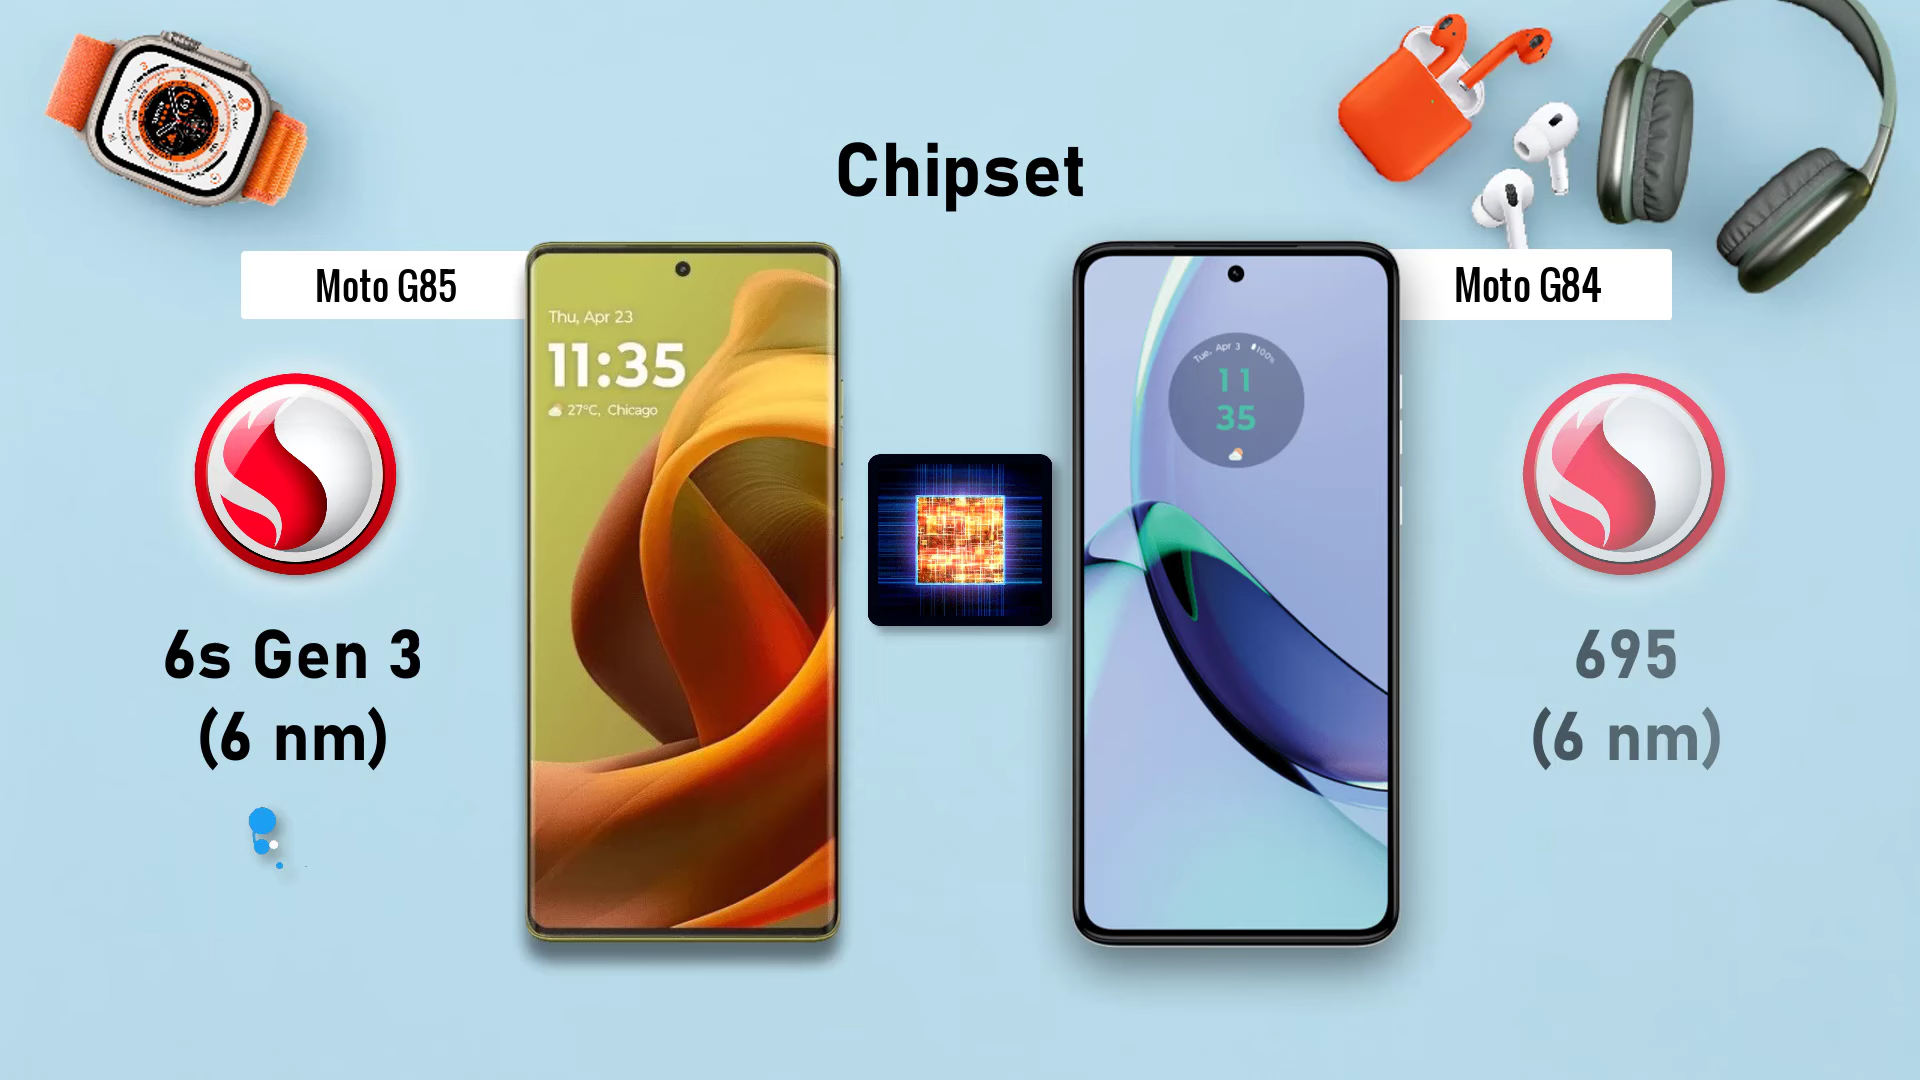 Chipset
Moto G85
Moto G84
Thu, Apr 23
11:35
27°C, Chicago
Tue, Apr 3 100%
11
35
6s Gen 3
(6 nm)
695
(6 nm)